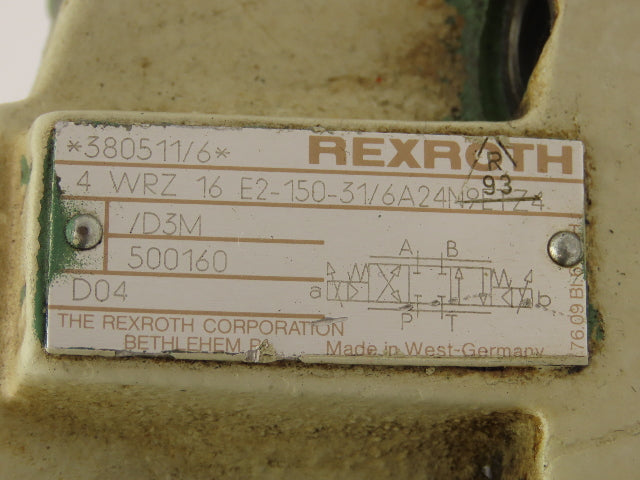 *380511/6* REXROTH
R
93
4 WRZ 16 E2-150-31/6A24N9ETZ4
/D3M
500160
D04
A B
a b
P T
THE REXROTH CORPORATION
BETHLEHEM, PA
Made in West-Germany